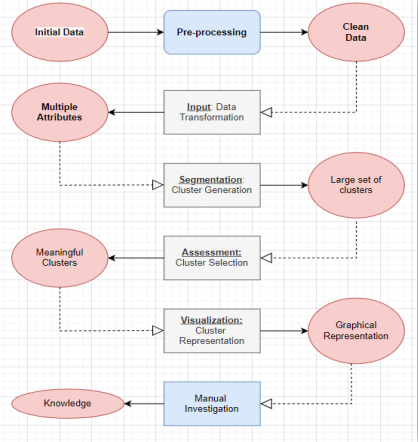 Initial Data
Pre-processing
Clean
Data
Multiple
Attributes
Input: Data
Transformation
Segmentation:
Cluster Generation
Large set of
clusters
Meaningful
Clusters
Assessment:
Cluster Selection
Visualization:
Cluster
Representation
Graphical
Representation
Knowledge
Manual
Investigation